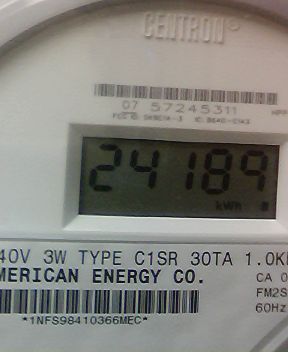 CENTRON®
07 57245311
24189
kWh
40V 3W TYPE C1SR 30TA 1.0K
MERICAN ENERGY CO.
CA 0
FM2S
60Hz
*1NFS98410366MEC*